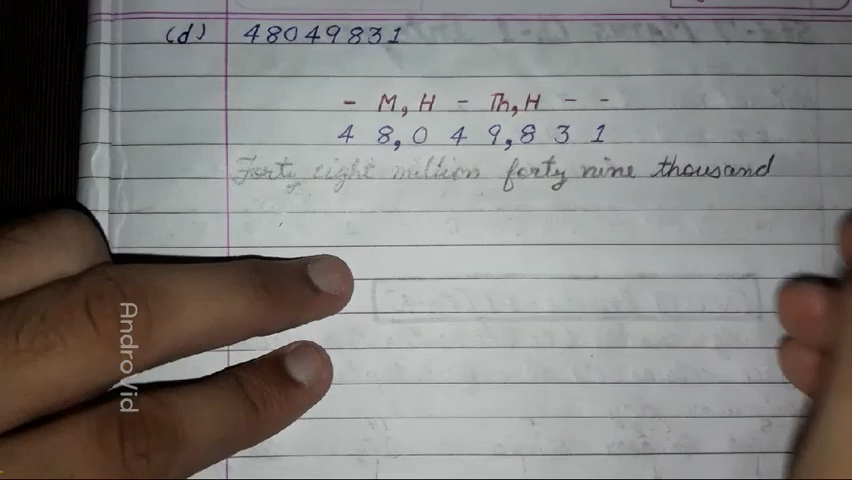 (d) 48049831
- M, H - Th, H - -
4 8, 0 4 9, 8 3 1
Forty eight million forty nine thousand
Androvid